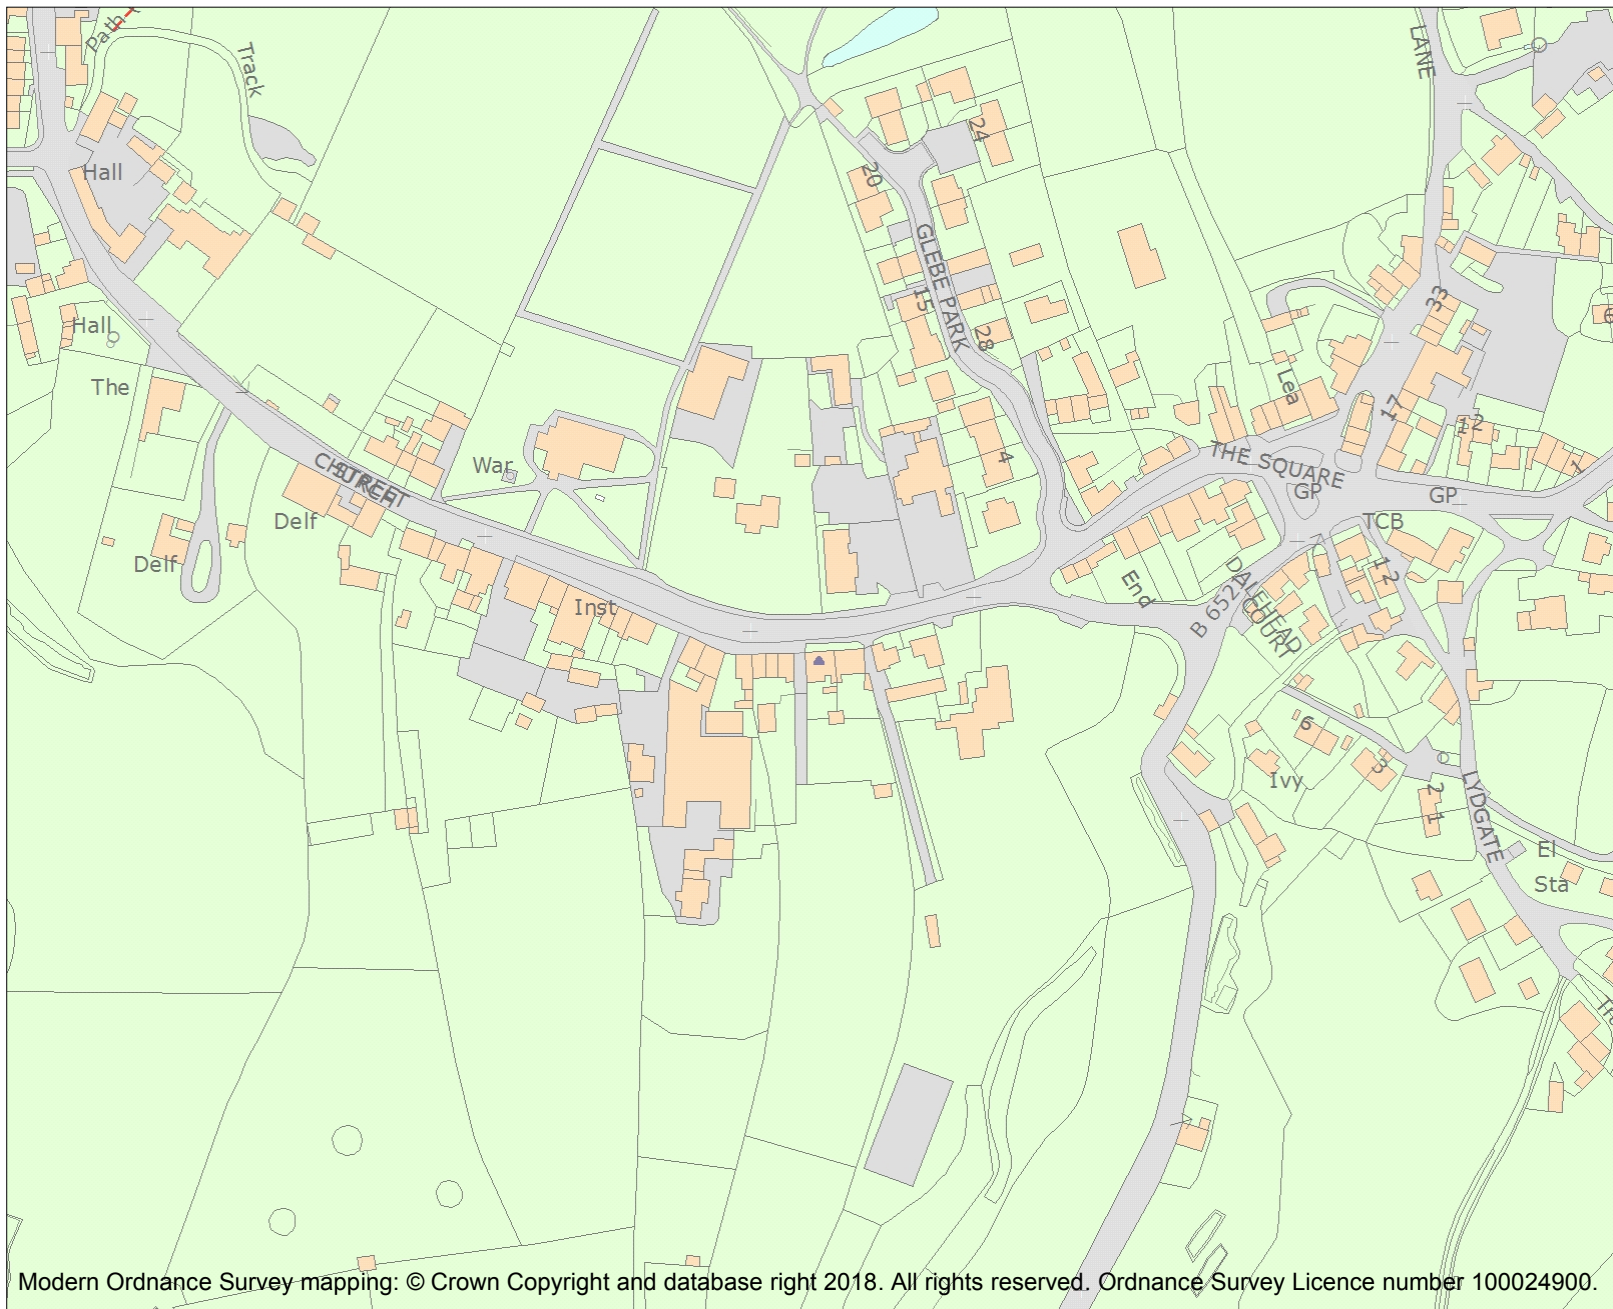 Path
Track
LANE
24
Hall
20
GLEBE PARK
33
15
Hall
6
28
The
Lea
17
12
CHURCH
STREET
War
4
THE SQUARE
1
GP
GP
Delf
TCB
Delf
1 2
End
DALEHEAD
COURT
Inst
6
Ivy
3
2
1
LYDGATE
El
Sta
Modern Ordnance Survey mapping: © Crown Copyright and database right 2018. All rights reserved. Ordnance Survey Licence number 100024900.